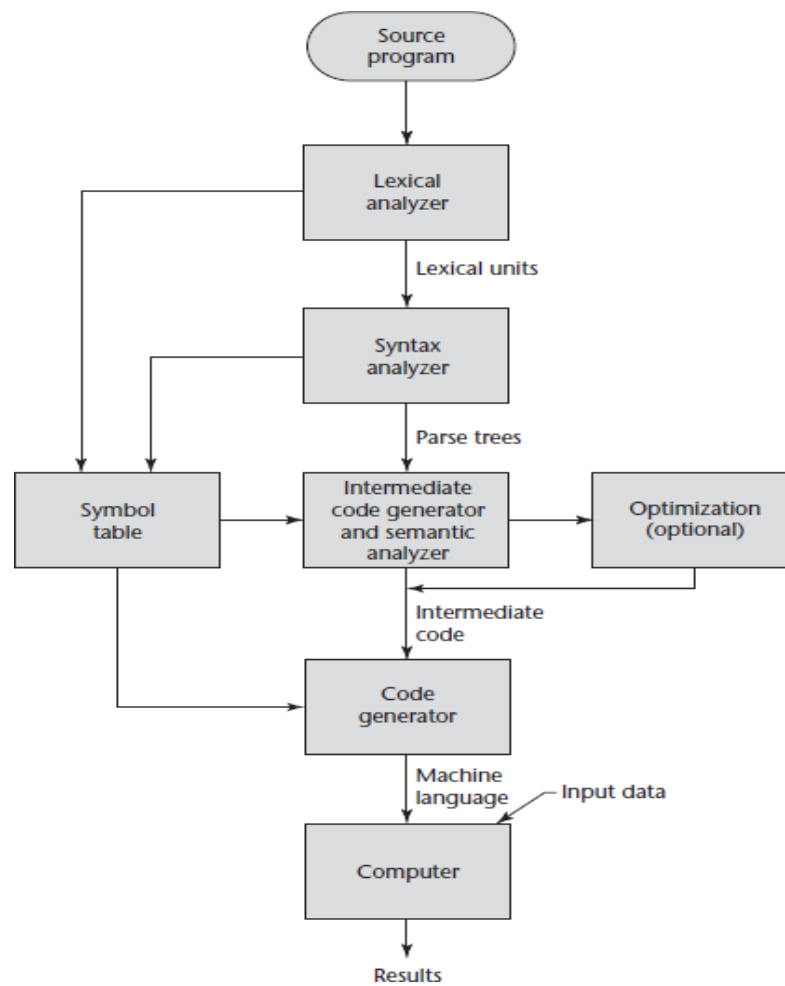 Source
program
Lexical
analyzer
Lexical units
Syntax
analyzer
Parse trees
Symbol
table
Intermediate
code generator
and semantic
analyzer
Optimization
(optional)
Intermediate
code
Code
generator
Machine
language
Input data
Computer
Results